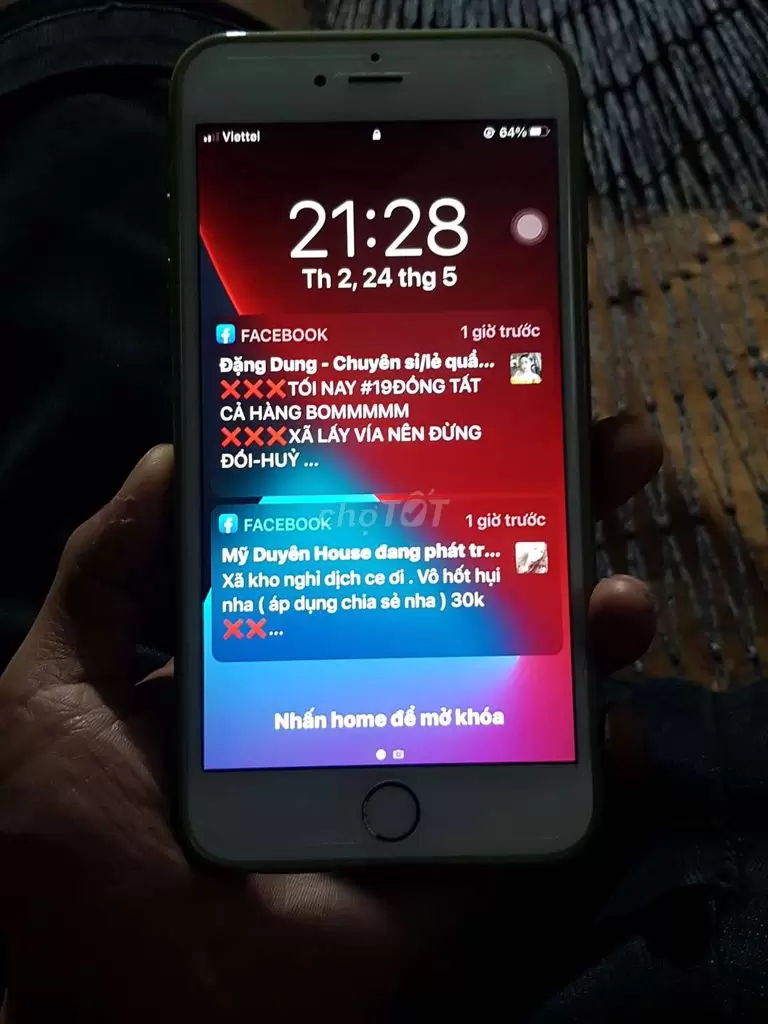 Viettel 64%
21:28
Th 2, 24 thg 5
FACEBOOK 1 giờ trước
Đặng Dung - Chuyên sỉ/lẻ quầ...
❌❌❌TỐI NAY #19ĐỒNG TẤT
CẢ HÀNG BOMMMMM
❌❌❌XÃ LẤY VÍA NÊN ĐỪNG
ĐỔI-HUỶ ...
chợTỐT
FACEBOOK 1 giờ trước
Mỹ Duyên House đang phát tr...
Xã kho nghỉ dịch ce ơi . Vô hốt hụi
nha ( áp dụng chia sẻ nha ) 30k
❌❌...
Nhấn home để mở khóa